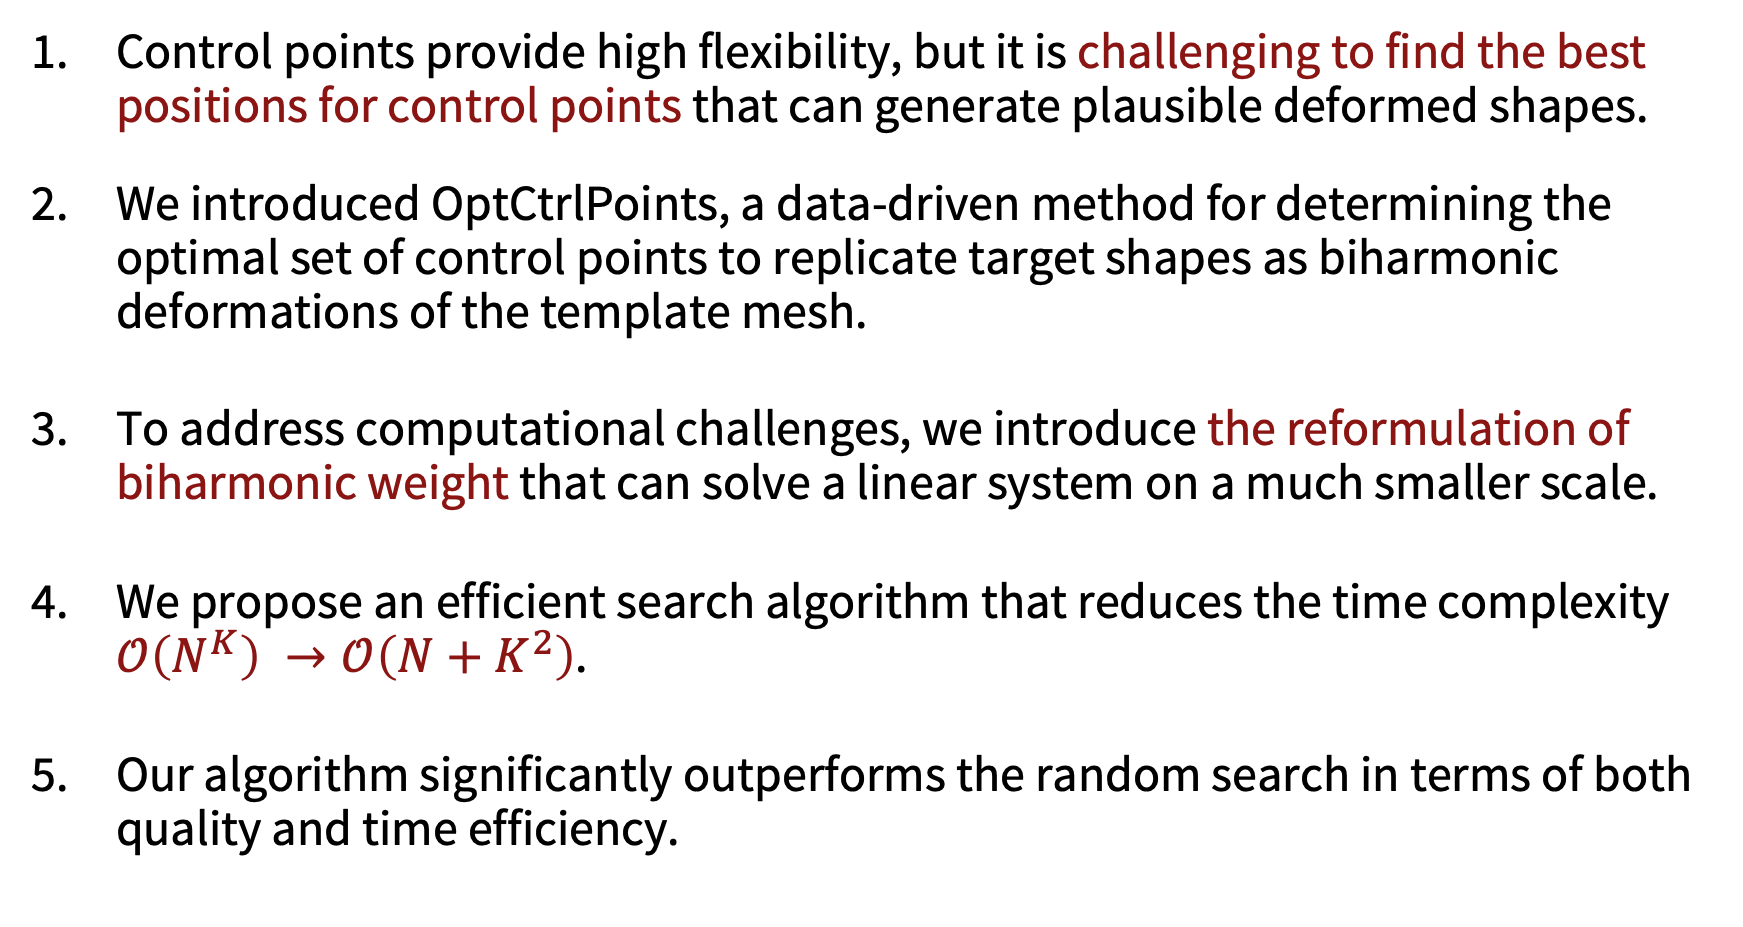 1. Control points provide high flexibility, but it is challenging to find the best
positions for control points that can generate plausible deformed shapes.
2. We introduced OptCtrlPoints, a data-driven method for determining the
optimal set of control points to replicate target shapes as biharmonic
deformations of the template mesh.
3. To address computational challenges, we introduce the reformulation of
biharmonic weight that can solve a linear system on a much smaller scale.
4. We propose an efficient search algorithm that reduces the time complexity
𝒪(N^K) → 𝒪(N + K²).
5. Our algorithm significantly outperforms the random search in terms of both
quality and time efficiency.